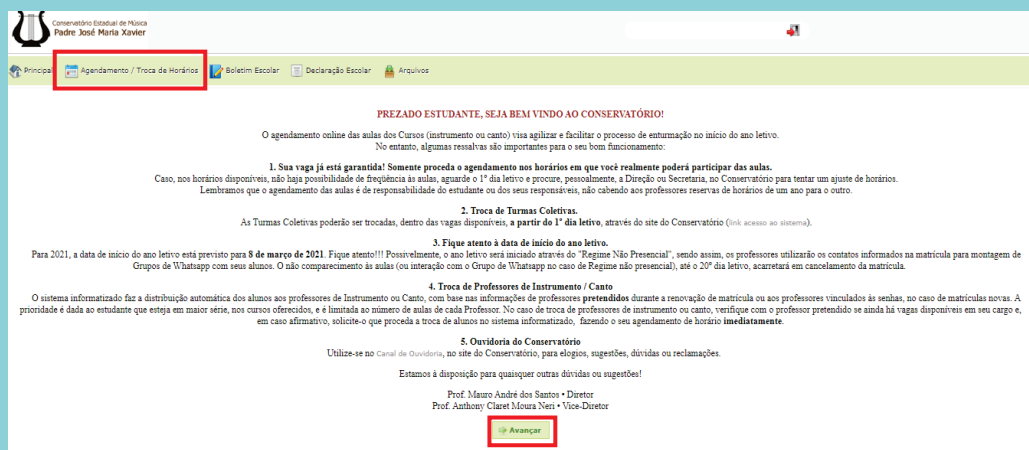 Conservatório Estadual de Música
Padre José Maria Xavier
Principal Agendamento / Troca de Horários Boletim Escolar Declaração Escolar Arquivos
PREZADO ESTUDANTE, SEJA BEM VINDO AO CONSERVATÓRIO!
O agendamento online das aulas dos Cursos (instrumento ou canto) visa agilizar e facilitar o processo de enturmação no início do ano letivo.
No entanto, algumas ressalvas são importantes para o seu bom funcionamento:
1. Sua vaga já está garantida! Somente proceda o agendamento nos horários em que você realmente poderá participar das aulas.
Caso, nos horários disponíveis, não haja possibilidade de freqüência às aulas, aguarde o 1° dia letivo e procure, pessoalmente, a Direção ou Secretaria, no Conservatório para tentar um ajuste de horários.
Lembramos que o agendamento das aulas é de responsabilidade do estudante ou dos seus responsáveis, não cabendo aos professores reservas de horários de um ano para o outro.
2. Troca de Turmas Coletivas.
As Turmas Coletivas poderão ser trocadas, dentro das vagas disponíveis, a partir do 1° dia letivo, através do site do Conservatório (link acesso ao sistema).
3. Fique atento à data de início do ano letivo.
Para 2021, a data de início do ano letivo está previsto para 8 de março de 2021. Fique atento!!! Possivelmente, o ano letivo será iniciado através do "Regime Não Presencial", sendo assim, os professores utilizarão os contatos informados na matrícula para montagem de
Grupos de Whatsapp com seus alunos. O não comparecimento às aulas (ou interação com o Grupo de Whatsapp no caso de Regime não presencial), até o 20° dia letivo, acarretará em cancelamento da matrícula.
4. Troca de Professores de Instrumento / Canto
O sistema informatizado faz a distribuição automática dos alunos aos professores de Instrumento ou Canto, com base nas informações de professores pretendidos durante a renovação de matrícula ou aos professores vinculados às senhas, no caso de matrículas novas. A
prioridade é dada ao estudante que esteja em maior série, nos cursos oferecidos, e é limitada ao número de aulas de cada Professor. No caso de troca de professores de instrumento ou canto, verifique com o professor pretendido se ainda há vagas disponíveis em seu cargo e,
em caso afirmativo, solicite-o que proceda a troca de alunos no sistema informatizado, fazendo o seu agendamento de horário imediatamente.
5. Ouvidoria do Conservatório
Utilize-se no Canal de Ouvidoria, no site do Conservatório, para elogios, sugestões, dúvidas ou reclamações.
Estamos à disposição para quaisquer outras dúvidas ou sugestões!
Prof. Mauro André dos Santos • Diretor
Prof. Anthony Claret Moura Neri • Vice-Diretor
Avançar